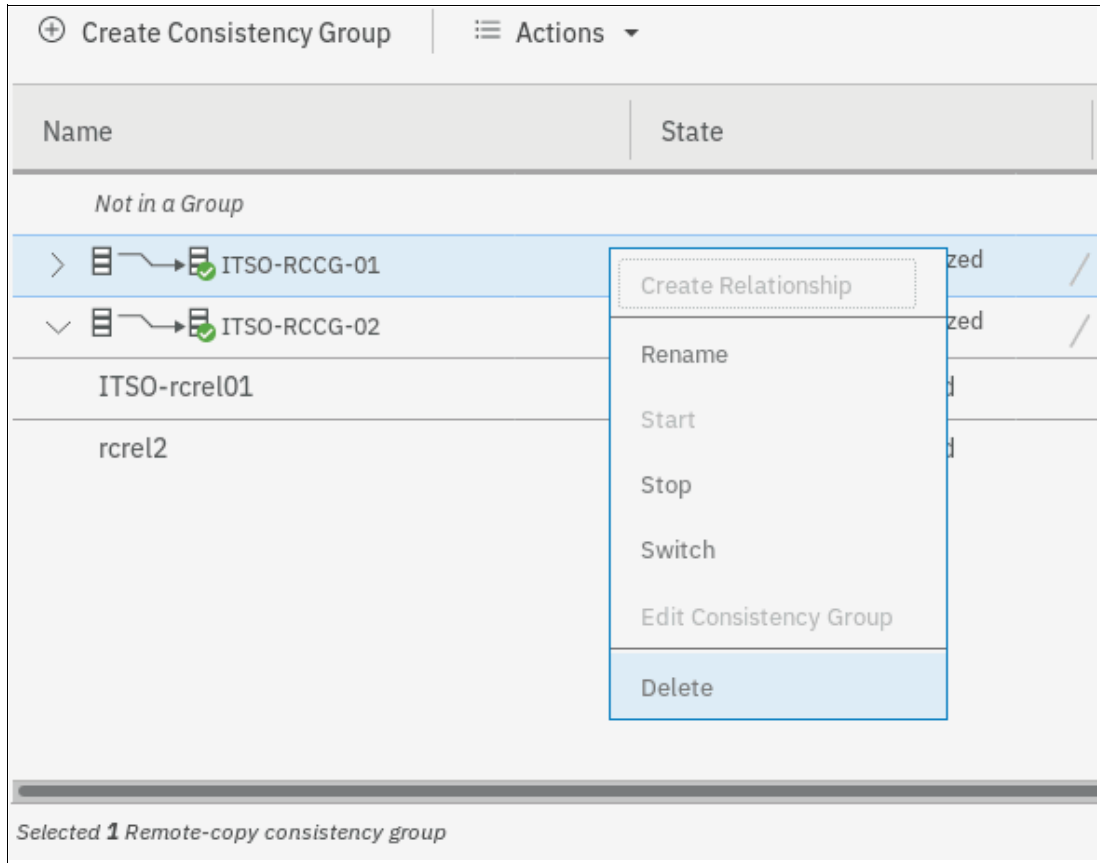 Create Consistency Group Actions
Name State
Not in a Group
ITSO-RCCG-01 zed
ITSO-RCCG-02 zed
ITSO-rcrel01 d
rcrel2 d
Create Relationship
Rename
Start
Stop
Switch
Edit Consistency Group
Delete
Selected 1 Remote-copy consistency group